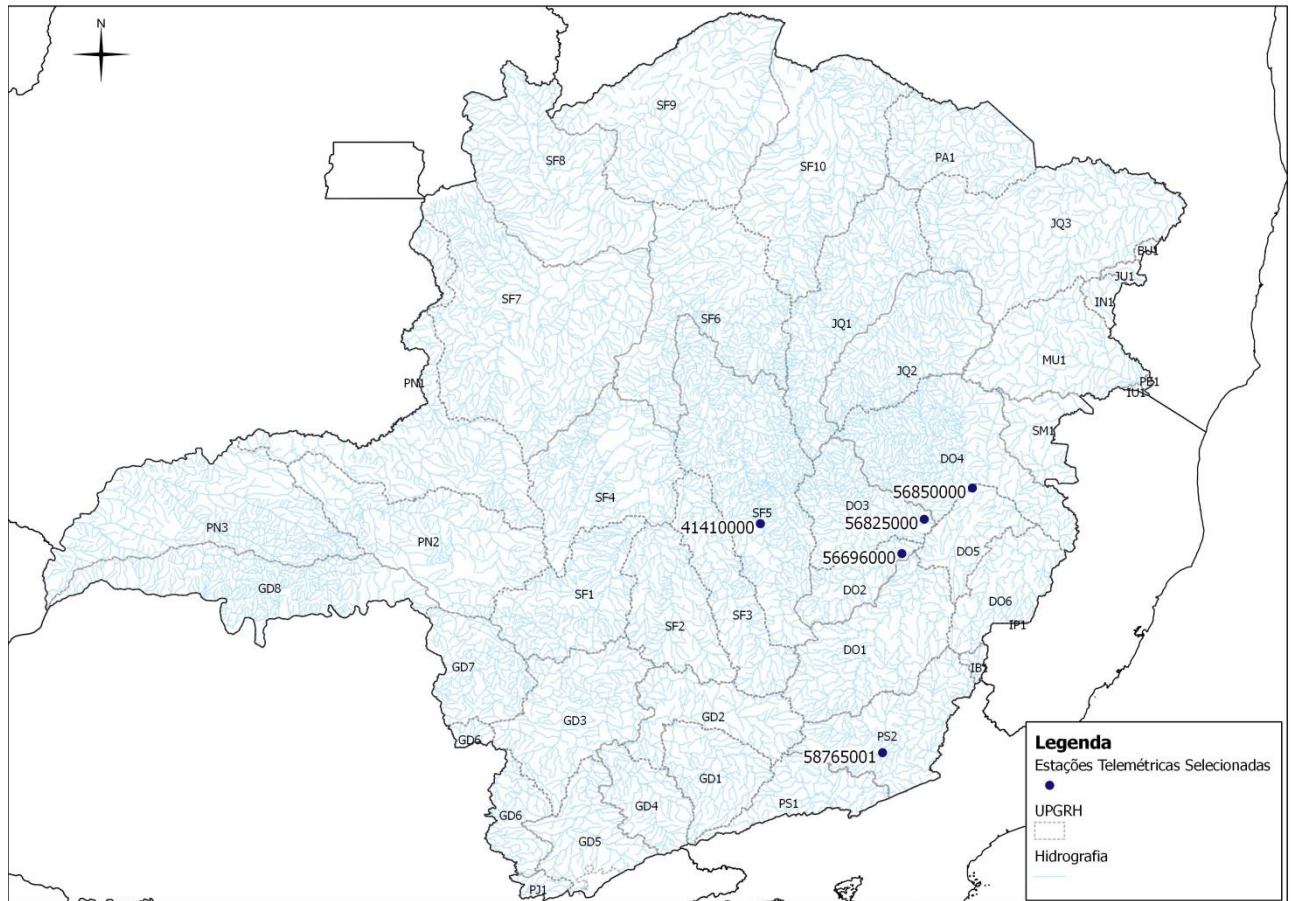 N
SF9
SF8
SF10
PA1
JQ3
BU1
JU1
IN1
SF7
SF6
JQ1
MU1
JQ2
PN1
PE1
IU1
SM1
DO4
56850000
SF4
DO3
SF5
56825000
41410000
PN3
PN2
56696000
DO5
GD8
DO2
SF1
DO6
SF3
SF2
IP1
DO1
GD7
IB1
GD2
GD3
PS2
GD6
58765001
GD1
GD4
PS1
GD6
GD5
PJ1
Legenda
Estações Telemétricas Selecionadas
UPGRH
Hidrografia